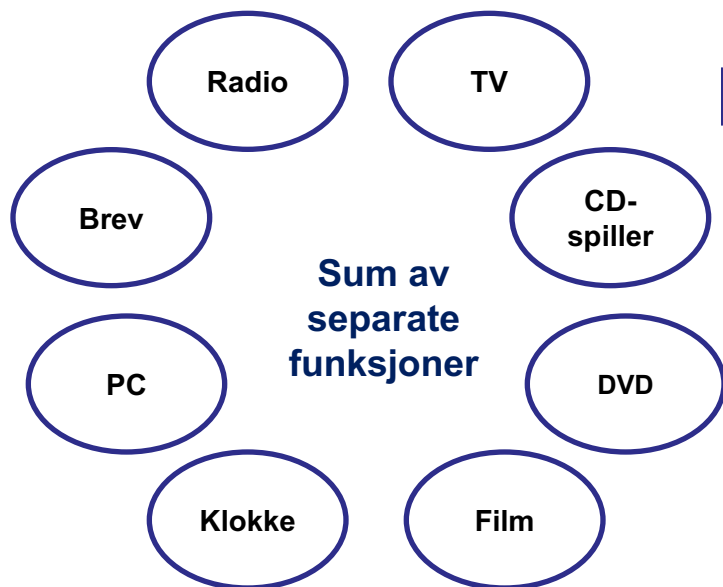 Radio
TV
Brev
CD-
spiller
Sum av
separate
funksjoner
PC
DVD
Klokke
Film